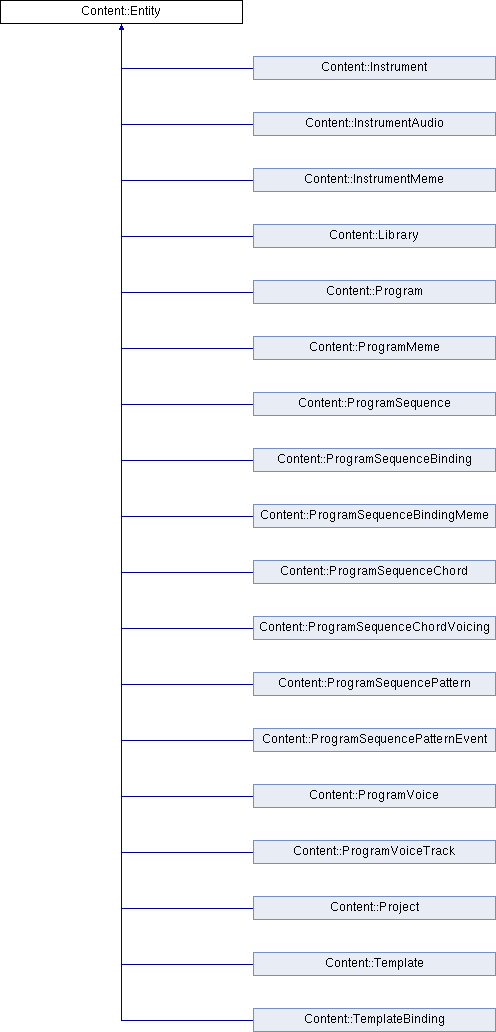 Content::Entity
Content::Instrument
Content::InstrumentAudio
Content::InstrumentMeme
Content::Library
Content::Program
Content::ProgramMeme
Content::ProgramSequence
Content::ProgramSequenceBinding
Content::ProgramSequenceBindingMeme
Content::ProgramSequenceChord
Content::ProgramSequenceChordVoicing
Content::ProgramSequencePattern
Content::ProgramSequencePatternEvent
Content::ProgramVoice
Content::ProgramVoiceTrack
Content::Project
Content::Template
Content::TemplateBinding